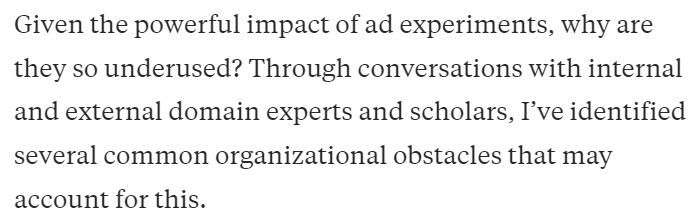 Given the powerful impact of ad experiments, why are
they so underused? Through conversations with internal
and external domain experts and scholars, I’ve identified
several common organizational obstacles that may
account for this.